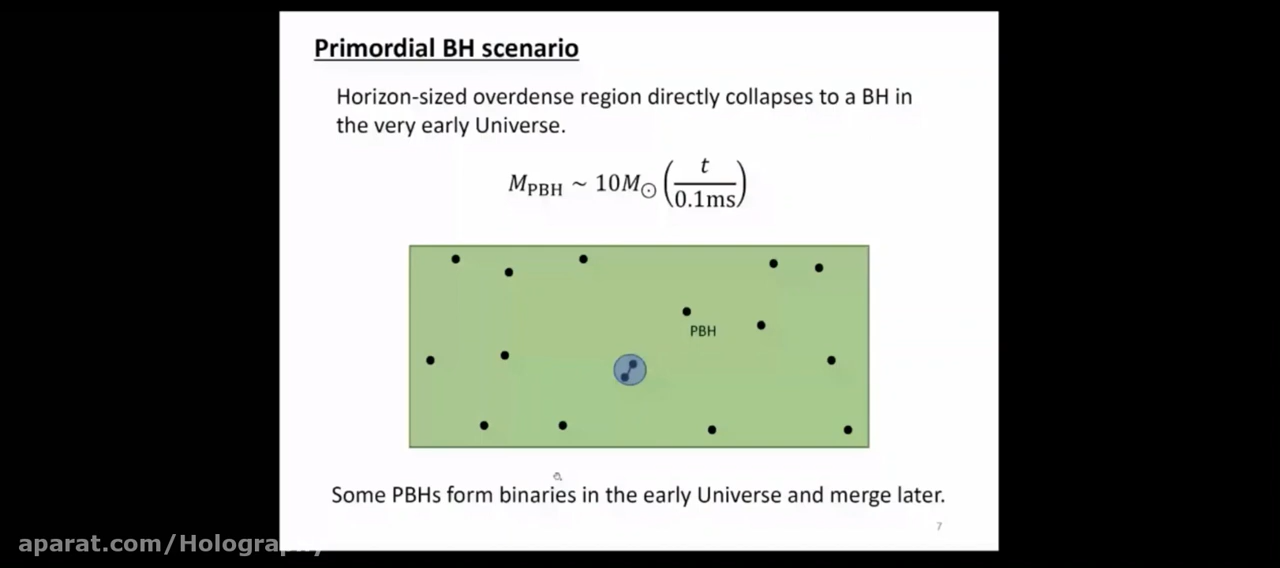 Primordial BH scenario
Horizon-sized overdense region directly collapses to a BH in
the very early Universe.
M_PBH ~ 10M_⊙ (t / 0.1ms)
PBH
Some PBHs form binaries in the early Universe and merge later.
7
aparat.com/Holography